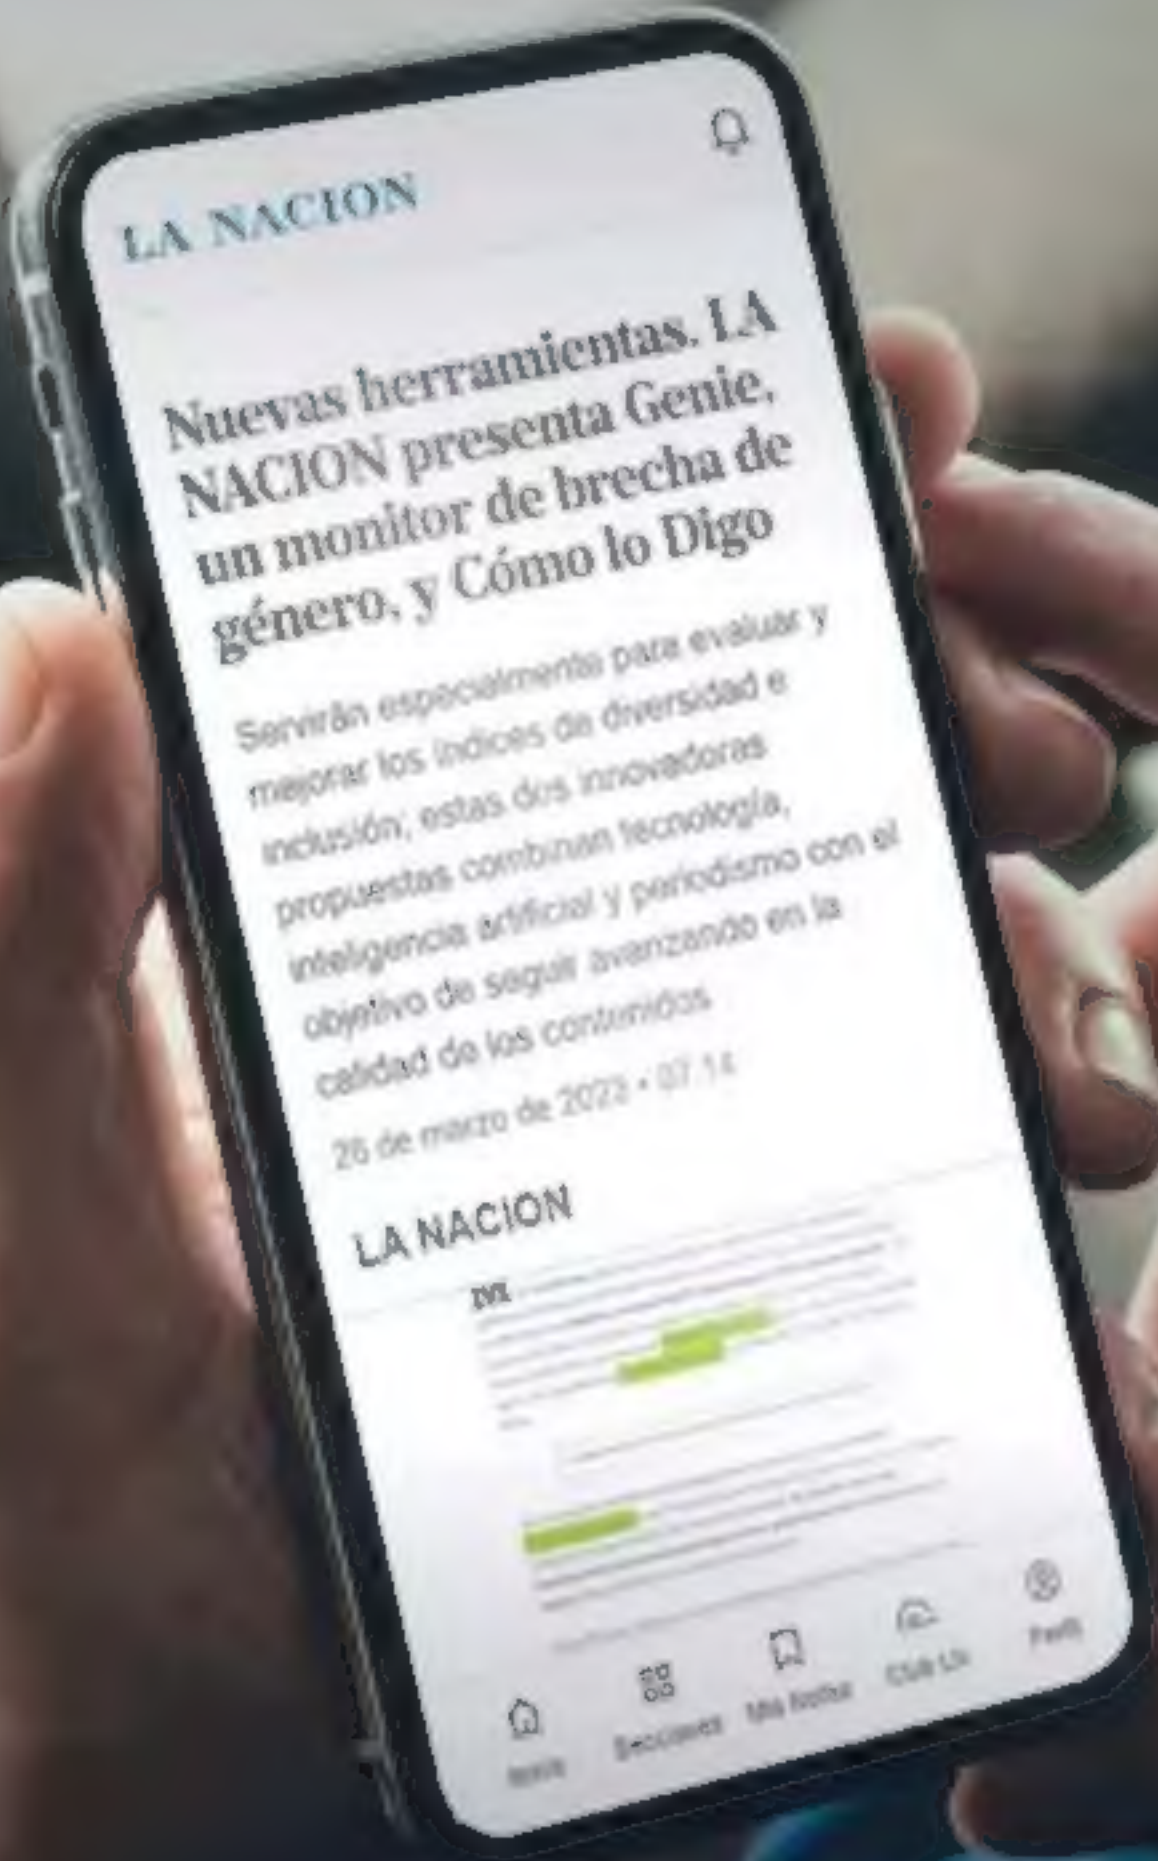 LA NACION
Nuevas herramientas. LA
NACION presenta Genie,
un monitor de brecha de
género, y Cómo lo Digo
Servirán especialmente para evaluar y
mejorar los índices de diversidad e
inclusión; estas dos innovadoras
propuestas combinan tecnología,
inteligencia artificial y periodismo con el
objetivo de seguir avanzando en la
calidad de los contenidos
26 de marzo de 2023 • 07:14
LA NACION
Inicio
Secciones
Mis Notas
Club LN
Perfil